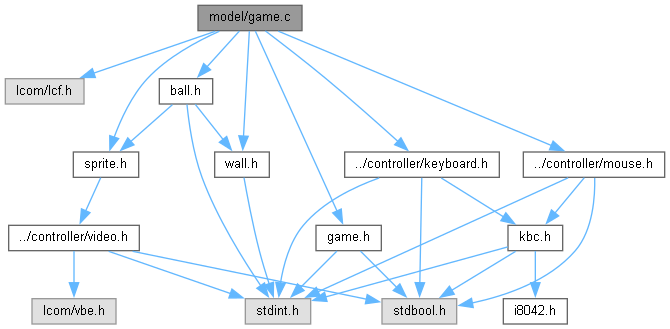 model/game.c
lcom/lcf.h
ball.h
sprite.h
wall.h
../controller/keyboard.h
../controller/mouse.h
../controller/video.h
game.h
kbc.h
lcom/vbe.h
stdint.h
stdbool.h
i8042.h